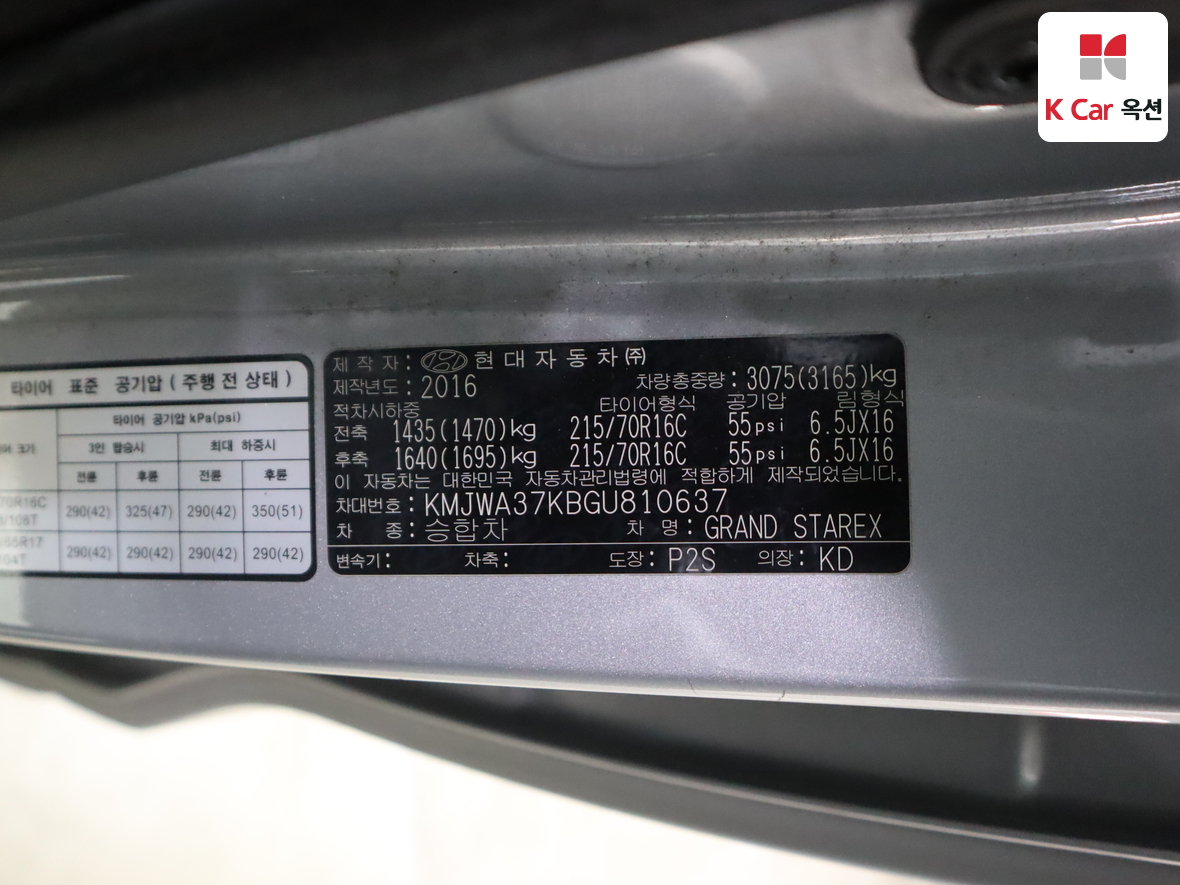 K Car 옥션
타이어 표준 공기압 ( 주행 전 상태 )
타이어 공기압 kPa(psi)
크기
3인 탑승시 최대 하중시
전륜 후륜 전륜 후륜
70R16C
/108T
290(42) 325(47) 290(42) 350(51)
/65R17
104T
290(42) 290(42) 290(42) 290(42)
제 작 자 : 현 대 자 동 차 ㈜
제작년도 : 2016 차량총중량 : 3075(3165)kg
적차시하중 타이어형식 공기압 림형식
전축 1435(1470)kg 215/70R16C 55psi 6.5JX16
후축 1640(1695)kg 215/70R16C 55psi 6.5JX16
이 자동차는 대한민국 자동차관리법령에 적합하게 제작되었습니다.
차대번호 : KMJWA37KBGU810637
차 종 : 승합차 차 명 : GRAND STAREX
변속기 : 차축 : 도장 : P2S 의장 : KD